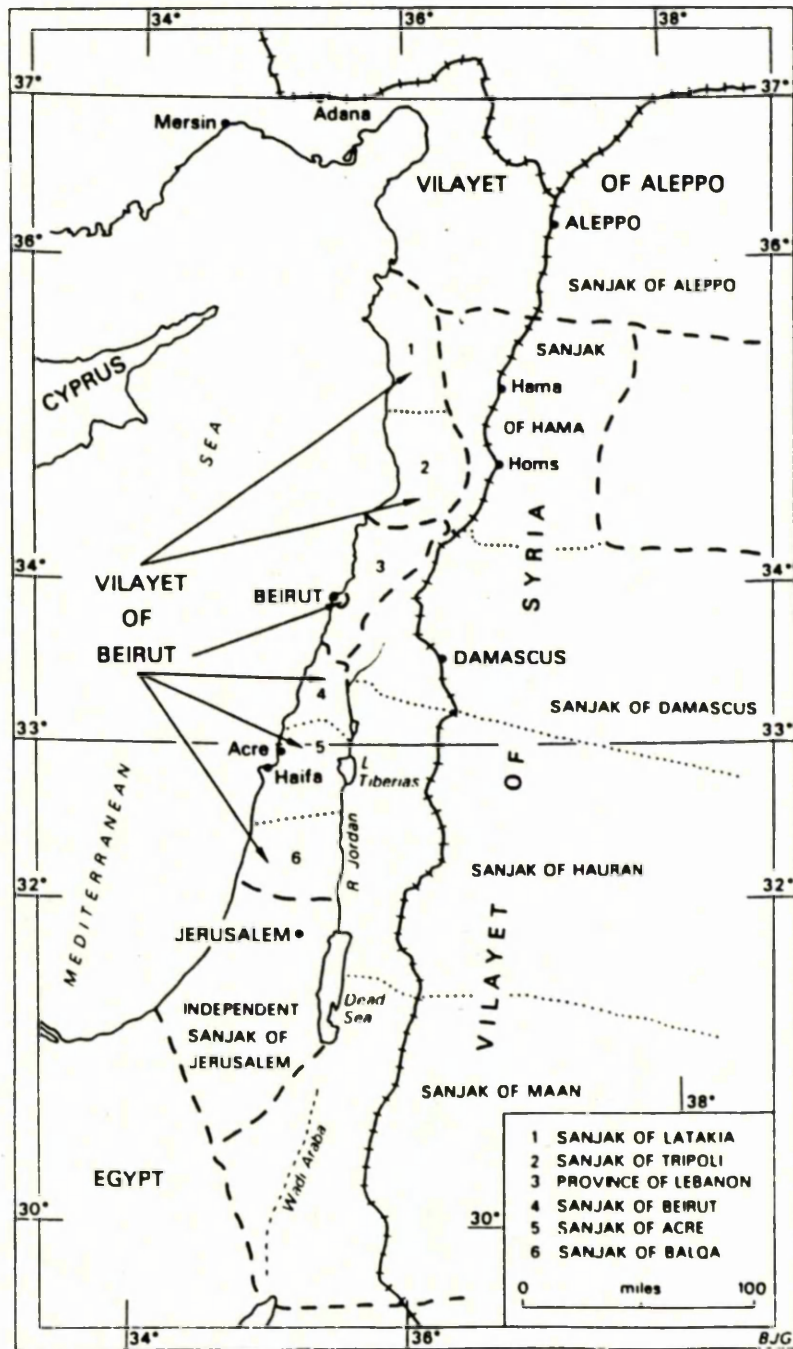 34° 36° 38°
37° 37°
Adana
Mersin
VILAYET OF ALEPPO
ALEPPO
36° 36°
SANJAK OF ALEPPO
SANJAK
1
CYPRUS
Hama
OF HAMA
SEA
2
Homs
SYRIA
34° 34°
3
VILAYET
OF
BEIRUT
BEIRUT
DAMASCUS
4
SANJAK OF DAMASCUS
33° 33°
Acre
5
Haifa
L
Tiberias
OF
MEDITERRANEAN
R Jordan
6
SANJAK OF HAURAN
32° 32°
JERUSALEM
VILAYET
Dead
Sea
INDEPENDENT
SANJAK OF
JERUSALEM
SANJAK OF MAAN
38°
EGYPT
Wadi Araba
30° 30°
1 SANJAK OF LATAKIA
2 SANJAK OF TRIPOLI
3 PROVINCE OF LEBANON
4 SANJAK OF BEIRUT
5 SANJAK OF ACRE
6 SANJAK OF BALQA
0 miles 100
34° 36°
BJG